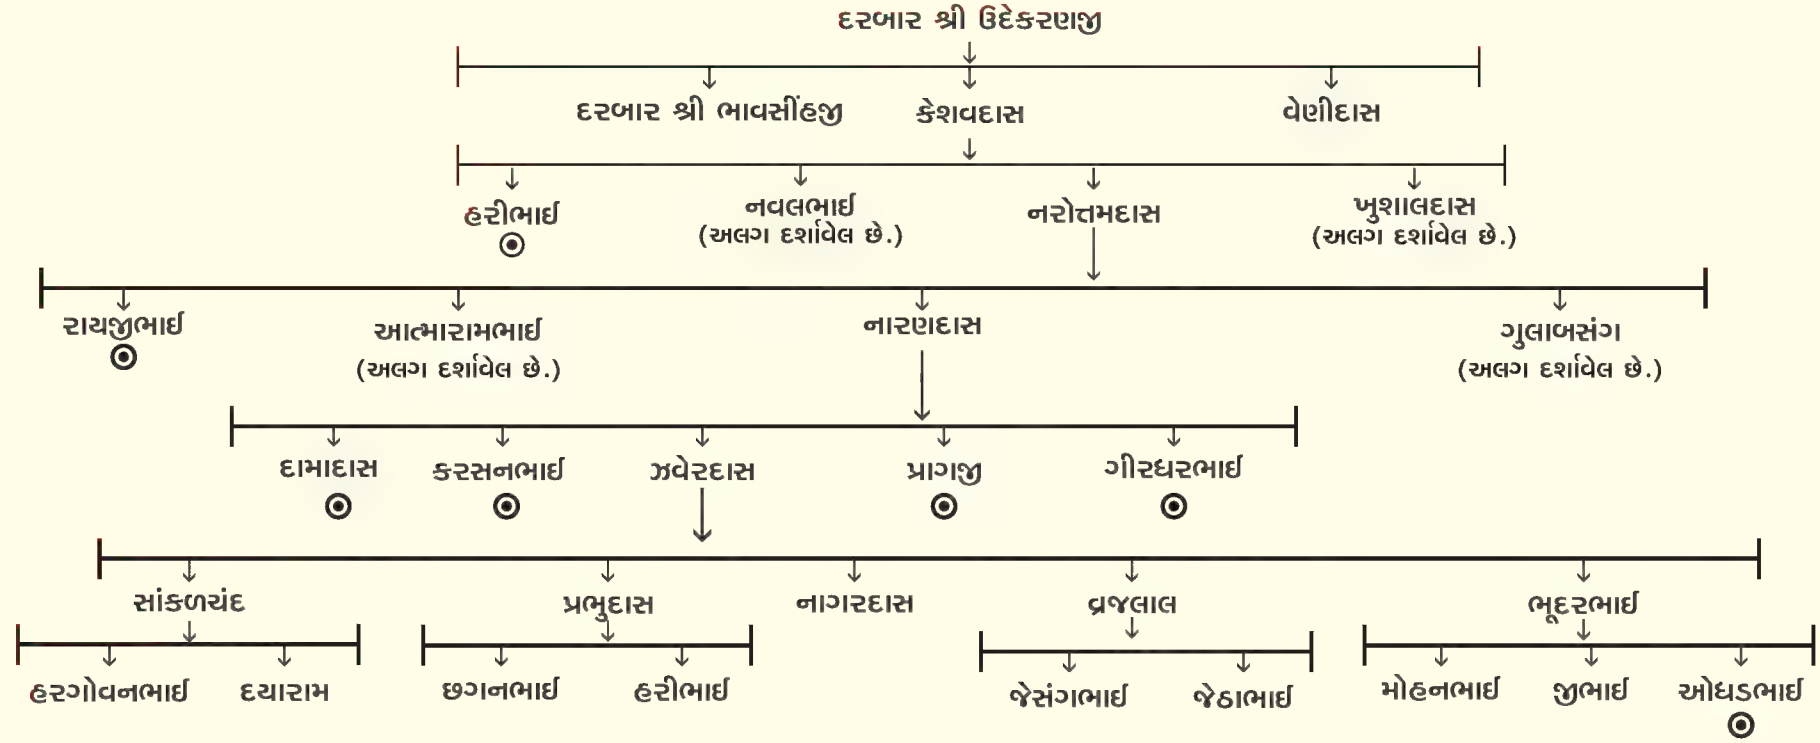 દરબાર શ્રી ઉદેકરણજી
દરબાર શ્રી ભાવસીંહજી કેશવદાસ વેણીદાસ
હરીભાઈ નવલભાઈ નરોત્તમદાસ ખુશાલદાસ
(અલગ દર્શાવેલ છે.) (અલગ દર્શાવેલ છે.)
રાયજીભાઈ આત્મારામભાઈ નારણદાસ ગુલાબસંગ
(અલગ દર્શાવેલ છે.) (અલગ દર્શાવેલ છે.)
દામાદાસ કરસનભાઈ ઝવેરદાસ પ્રાગજી ગીરધરભાઈ
સાંકળચંદ પ્રભુદાસ નાગરદાસ વ્રજલાલ ભૂદરભાઈ
હરગોવનભાઈ દયારામ છગનભાઈ હરીભાઈ જેસંગભાઈ જેઠાભાઈ મોહનભાઈ જીભાઈ ઓધડભાઈ